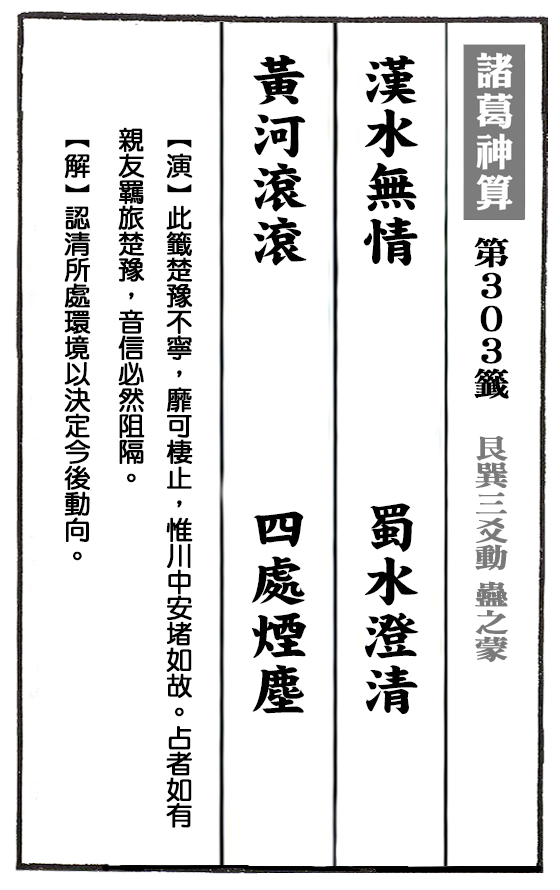 諸葛神算 第303籤 艮巽三爻動 蠱之蒙
漢水無情 蜀水澄清
黃河滾滾 四處煙塵
【演】此籤楚豫不寧，靡可棲止，惟川中安堵如故。占者如有
親友羈旅楚豫，音信必然阻隔。
【解】認清所處環境以決定今後動向。